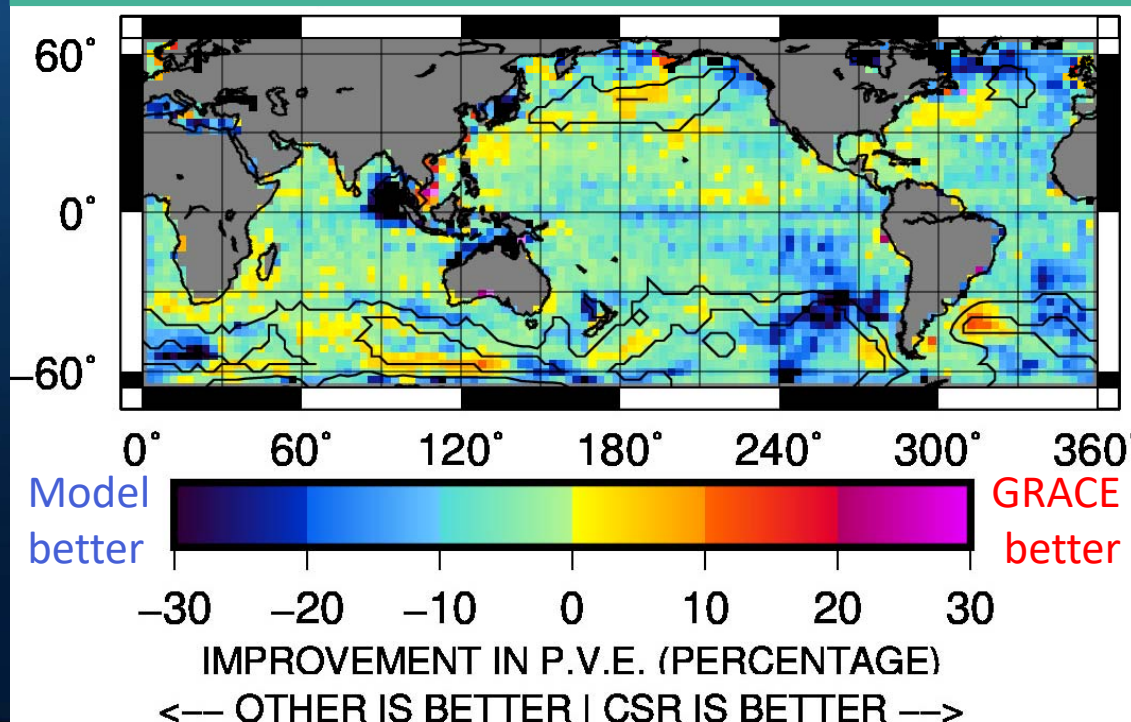 60°
0°
−60°
0° 60° 120° 180° 240° 300° 360°
Model better
GRACE better
−30 −20 −10 0 10 20 30
IMPROVEMENT IN P.V.E. (PERCENTAGE)
<−− OTHER IS BETTER | CSR IS BETTER −−>